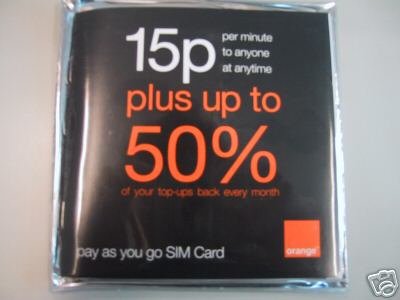 15p
per minute
to anyone
at anytime
plus up to
50%
of your top-ups back every month
pay as you go SIM Card
orange™